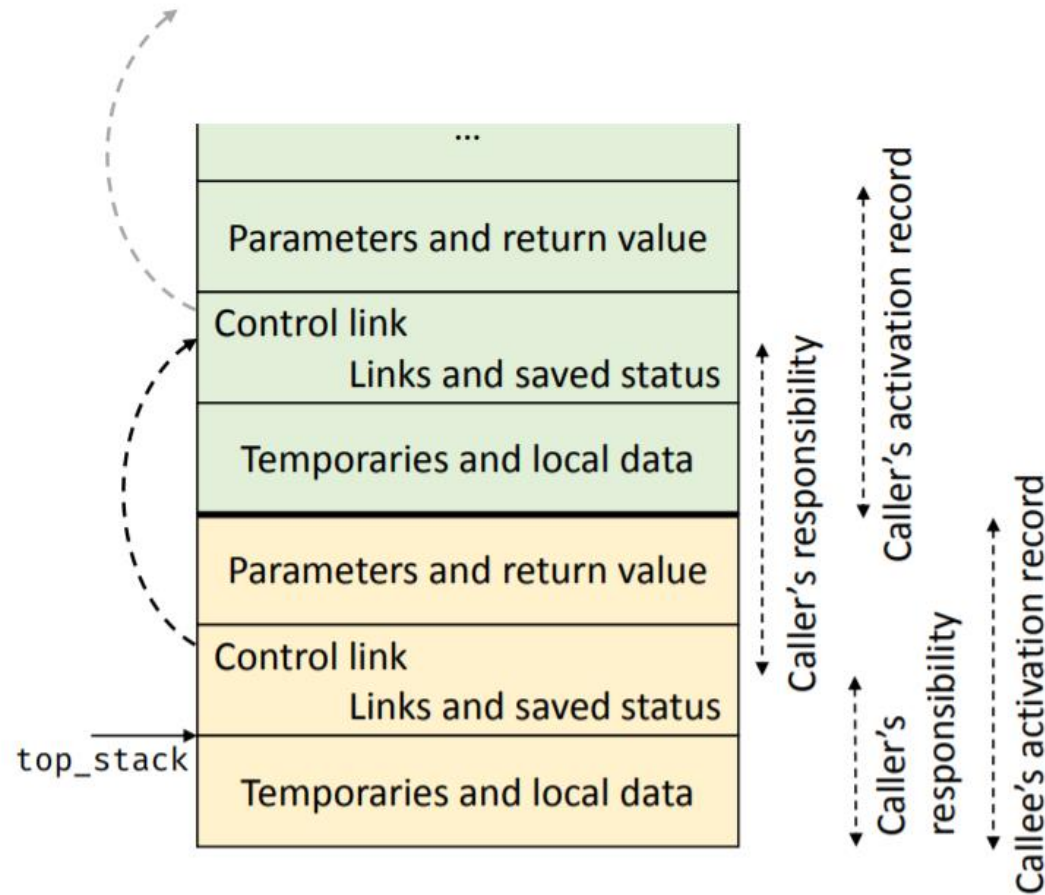 ...
Parameters and return value
Control link
Links and saved status
Temporaries and local data
Parameters and return value
Control link
Links and saved status
top_stack
Temporaries and local data
Caller's responsibility
Caller's activation record
Caller's
responsibility
Callee's activation record